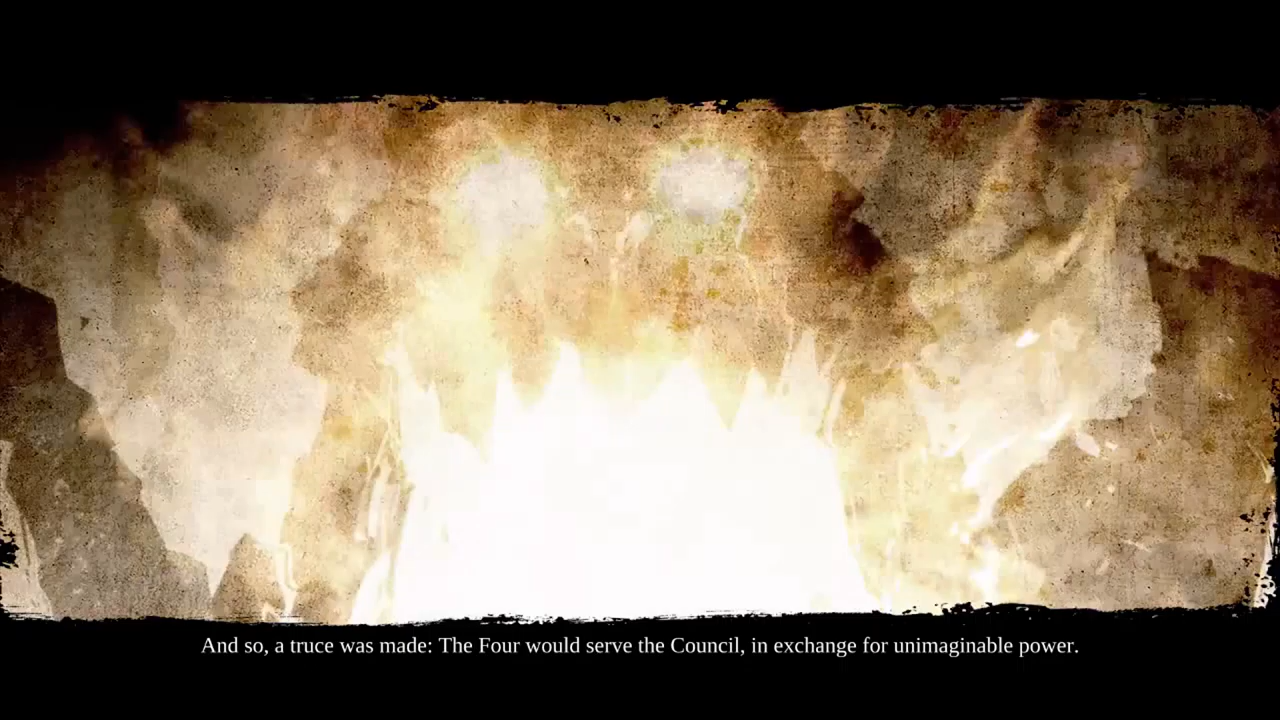 And so, a truce was made: The Four would serve the Council, in exchange for unimaginable power.